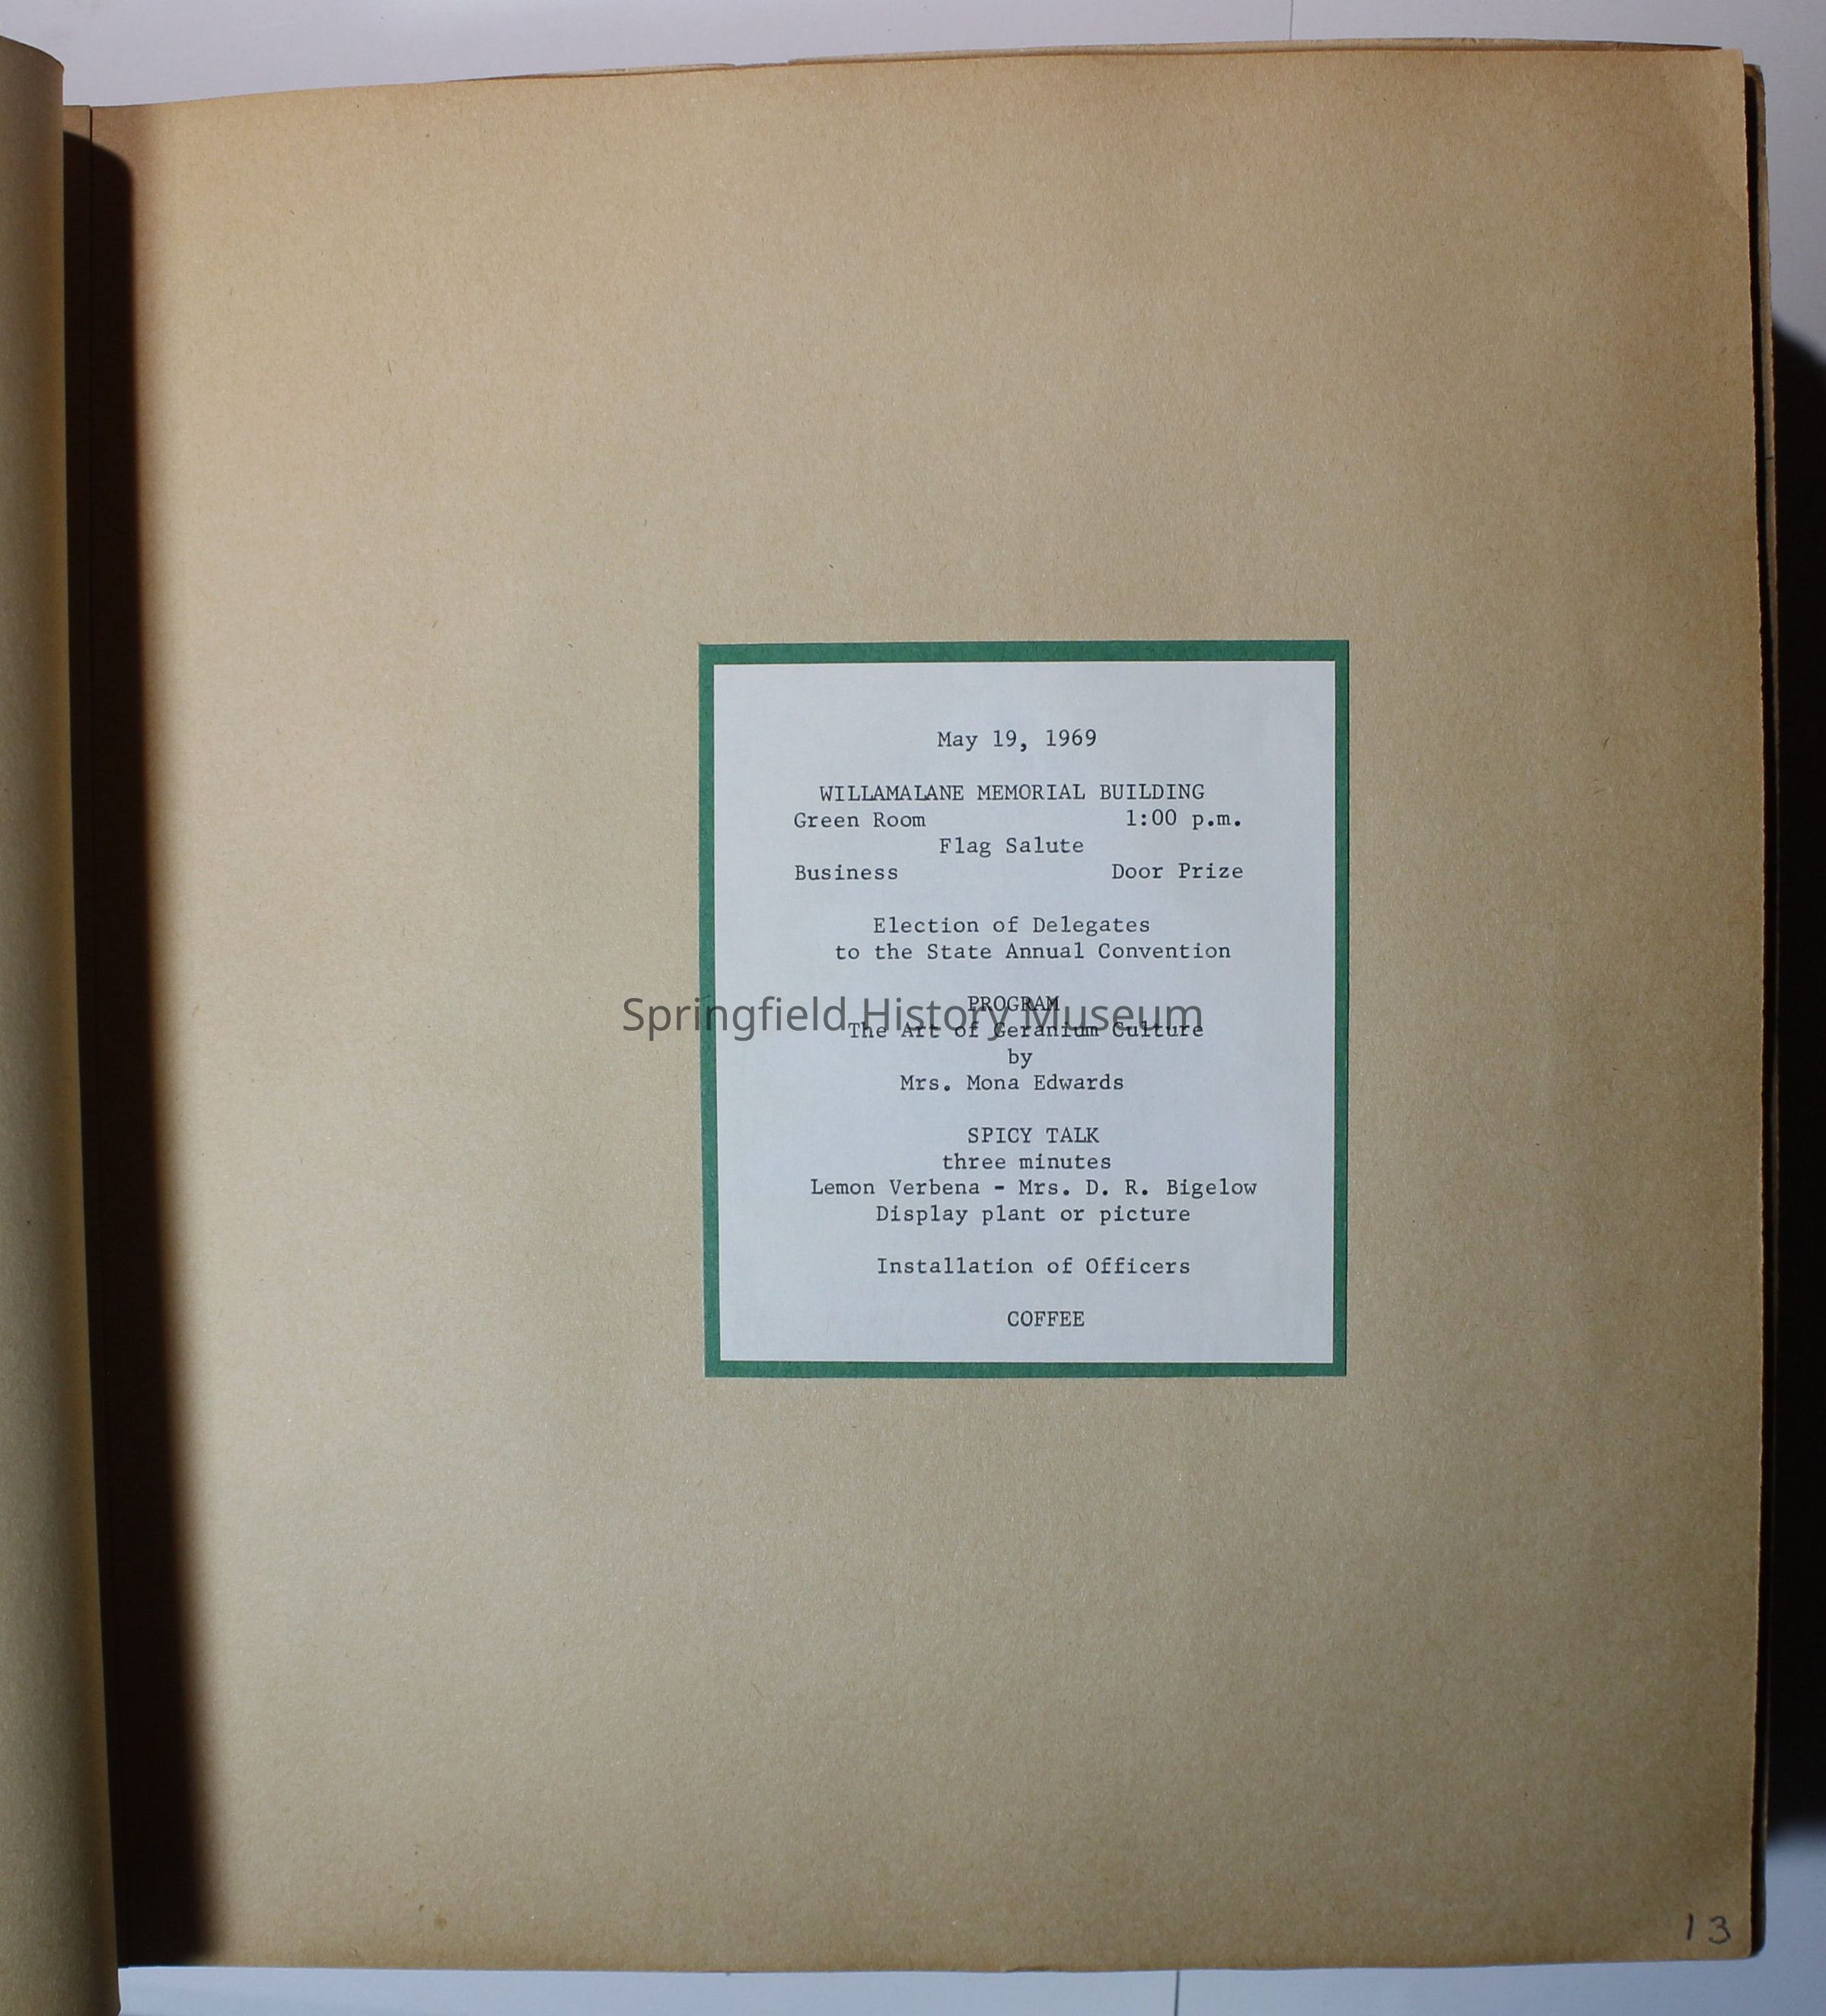 May 19, 1969
WILLAMALANE MEMORIAL BUILDING
Green Room 1:00 p.m.
Flag Salute
Business Door Prize
Election of Delegates
to the State Annual Convention
PROGRAM
Springfield History Museum
The Art of Geranium Culture
by
Mrs. Mona Edwards
SPICY TALK
three minutes
Lemon Verbena - Mrs. D. R. Bigelow
Display plant or picture
Installation of Officers
COFFEE
13